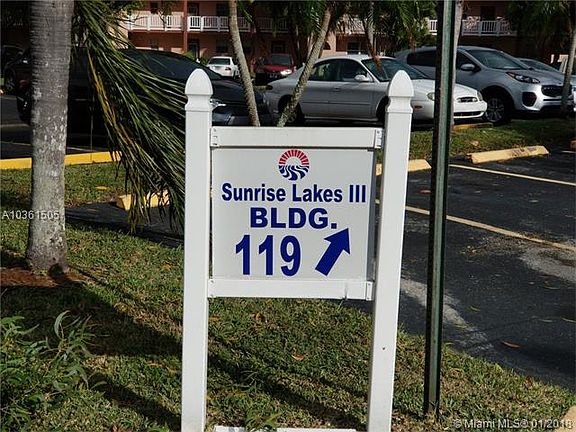 Sunrise Lakes III
BLDG.
119
A10361505
©Miami MLS® 01/2018